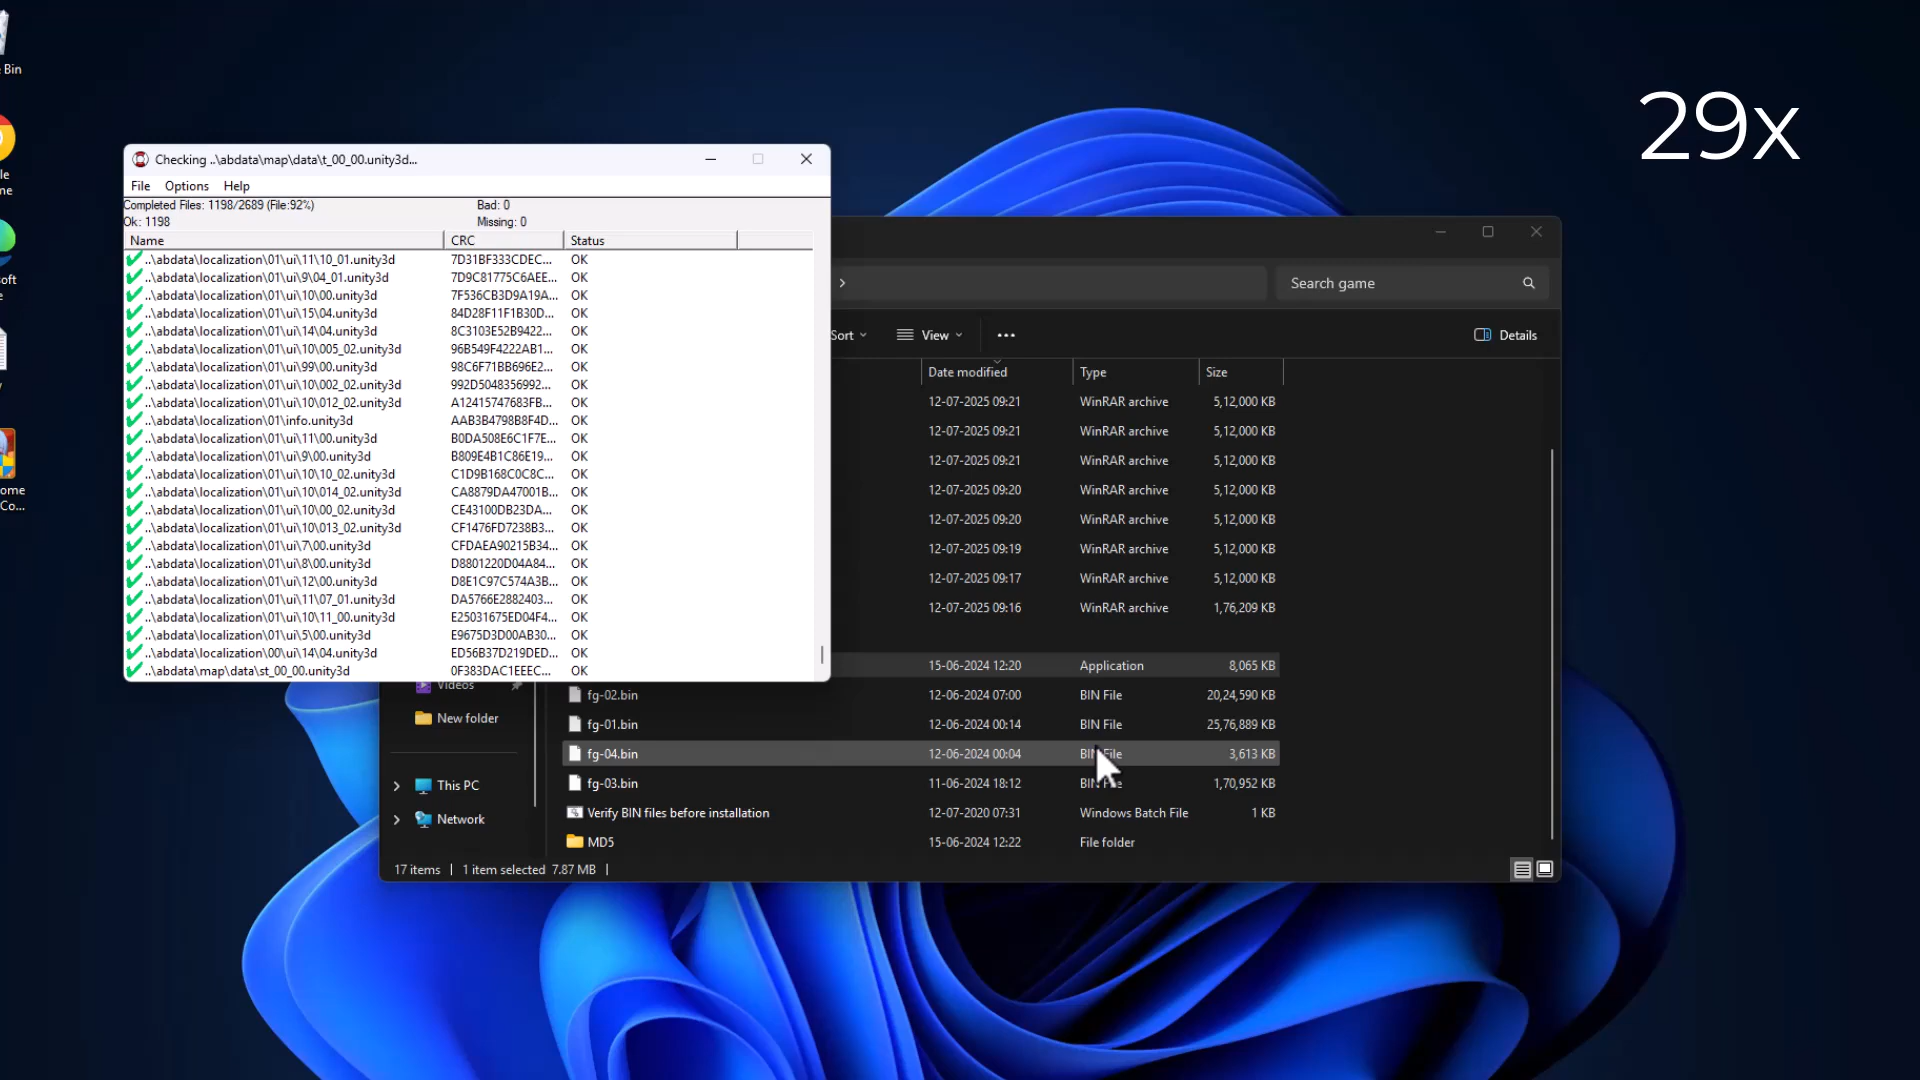 Bin
29x
Checking ..\abdata\map\data\t_00_00.unity3d...
File Options Help
Completed Files: 1198/2689 (File:92%) Bad: 0
Ok: 1198 Missing: 0
Name CRC Status
..\abdata\localization\01\ui\11\10_01.unity3d 7D31BF333CDEC... OK
..\abdata\localization\01\ui\9\04_01.unity3d 7D9C81775C6AEE... OK
..\abdata\localization\01\ui\10\00.unity3d 7F536CB3D9A19A... OK
..\abdata\localization\01\ui\15\04.unity3d 84D28F11F1B30D... OK
..\abdata\localization\01\ui\14\04.unity3d 8C3103E52B9422... OK
..\abdata\localization\01\ui\10\005_02.unity3d 96B549F4222AB1... OK
..\abdata\localization\01\ui\99\00.unity3d 98C6F71BB696E2... OK
..\abdata\localization\01\ui\10\002_02.unity3d 992D5048356992... OK
..\abdata\localization\01\ui\10\012_02.unity3d A12415747683FB... OK
..\abdata\localization\01\info.unity3d AAB3B4798B8F4D... OK
..\abdata\localization\01\ui\11\00.unity3d B0DA508E6C1F7E... OK
..\abdata\localization\01\ui\9\00.unity3d B809E4B1C86E19... OK
..\abdata\localization\01\ui\10\10_02.unity3d C1D9B168C0C8C... OK
..\abdata\localization\01\ui\10\014_02.unity3d CA8879DA47001B... OK
..\abdata\localization\01\ui\10\00_02.unity3d CE43100DB23DA... OK
..\abdata\localization\01\ui\10\013_02.unity3d CF1476FD7238B3... OK
..\abdata\localization\01\ui\7\00.unity3d CFDAEA90215B34... OK
..\abdata\localization\01\ui\8\00.unity3d D8801220D04A84... OK
..\abdata\localization\01\ui\12\00.unity3d D8E1C97C574A3B... OK
..\abdata\localization\01\ui\11\07_01.unity3d DA5766E2882403... OK
..\abdata\localization\01\ui\10\11_00.unity3d E25031675ED04F4... OK
..\abdata\localization\01\ui\5\00.unity3d E9675D3D00AB30... OK
..\abdata\localization\00\ui\14\04.unity3d ED56B37D219DED... OK
..\abdata\map\data\st_00_00.unity3d 0F383DAC1EEEC... OK
Search game
Sort View Details
Date modified Type Size
12-07-2025 09:21 WinRAR archive 5,12,000 KB
12-07-2025 09:21 WinRAR archive 5,12,000 KB
12-07-2025 09:21 WinRAR archive 5,12,000 KB
12-07-2025 09:20 WinRAR archive 5,12,000 KB
12-07-2025 09:20 WinRAR archive 5,12,000 KB
12-07-2025 09:19 WinRAR archive 5,12,000 KB
12-07-2025 09:17 WinRAR archive 5,12,000 KB
12-07-2025 09:16 WinRAR archive 1,76,209 KB
15-06-2024 12:20 Application 8,065 KB
fg-02.bin 12-06-2024 07:00 BIN File 20,24,590 KB
fg-01.bin 12-06-2024 00:14 BIN File 25,76,889 KB
fg-04.bin 12-06-2024 00:04 BIN File 3,613 KB
fg-03.bin 11-06-2024 18:12 BIN File 1,70,952 KB
Verify BIN files before installation 12-07-2020 07:31 Windows Batch File 1 KB
MD5 15-06-2024 12:22 File folder
Videos
New folder
This PC
Network
17 items 1 item selected 7.87 MB
le
me
soft
e
ome
Co...